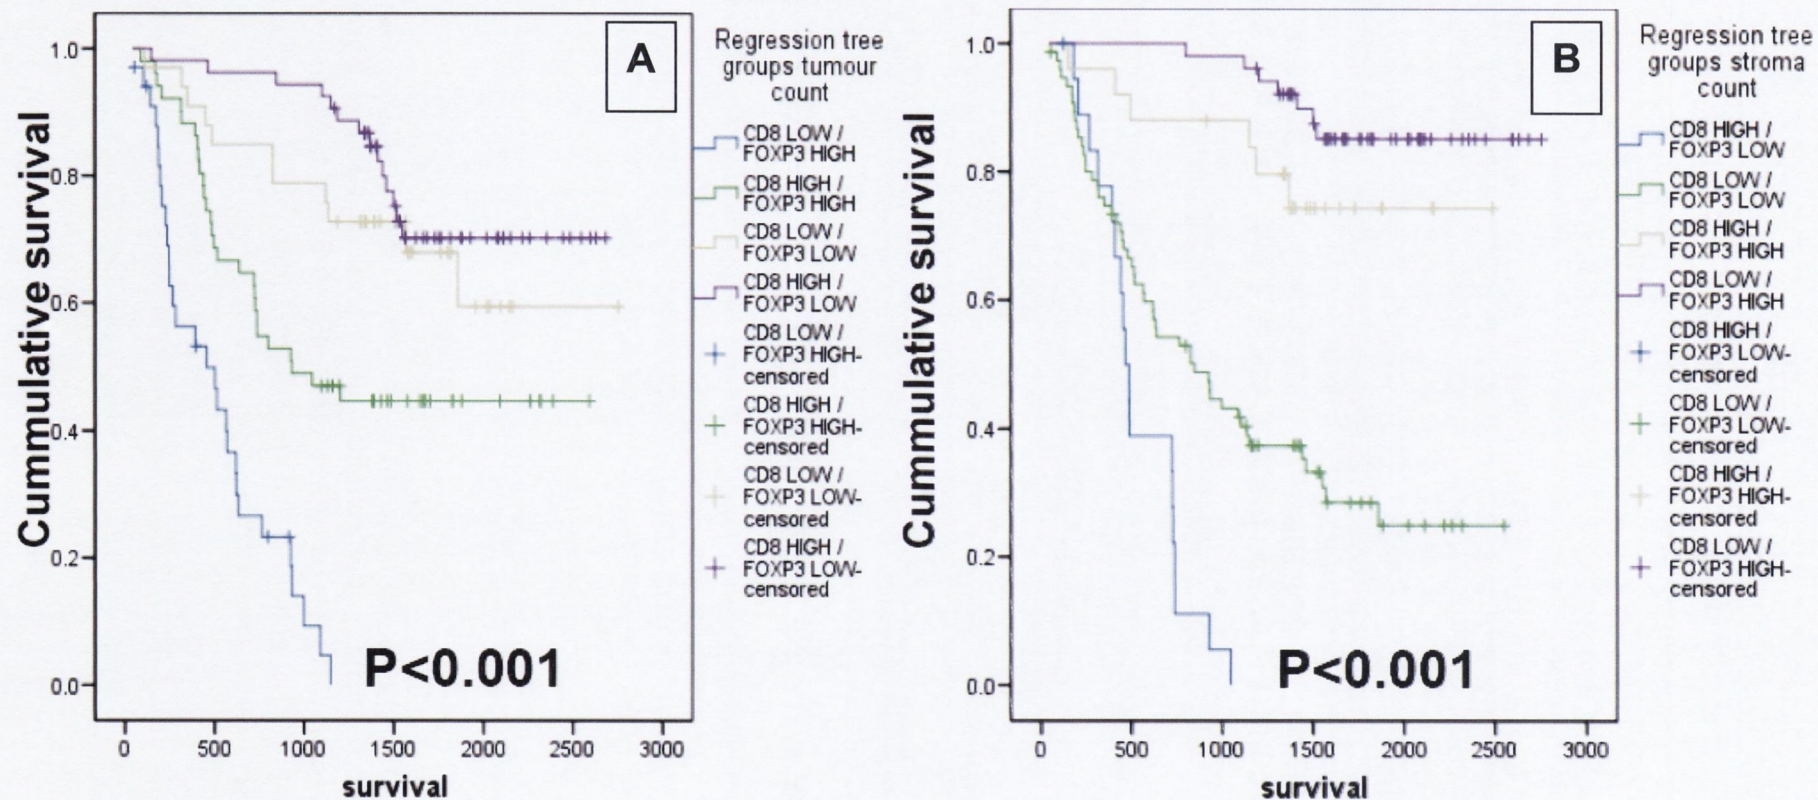 A
Cummulative survival
1.0
0.8
0.6
0.4
0.2
0.0
P<0.001
0 500 1000 1500 2000 2500 3000
survival
Regression tree
groups tumour
count
CD8 LOW /
FOXP3 HIGH
CD8 HIGH /
FOXP3 HIGH
CD8 LOW /
FOXP3 LOW
CD8 HIGH /
FOXP3 LOW
CD8 LOW /
FOXP3 HIGH-
censored
CD8 HIGH /
FOXP3 HIGH-
censored
CD8 LOW /
FOXP3 LOW-
censored
CD8 HIGH /
FOXP3 LOW-
censored
B
Cummulative survival
1.0
0.8
0.6
0.4
0.2
0.0
P<0.001
0 500 1000 1500 2000 2500 3000
survival
Regression tree
groups stroma
count
CD8 HIGH /
FOXP3 LOW
CD8 LOW /
FOXP3 LOW
CD8 HIGH /
FOXP3 HIGH
CD8 LOW /
FOXP3 HIGH
CD8 HIGH /
FOXP3 LOW-
censored
CD8 LOW /
FOXP3 LOW-
censored
CD8 HIGH /
FOXP3 HIGH-
censored
CD8 LOW /
FOXP3 HIGH-
censored